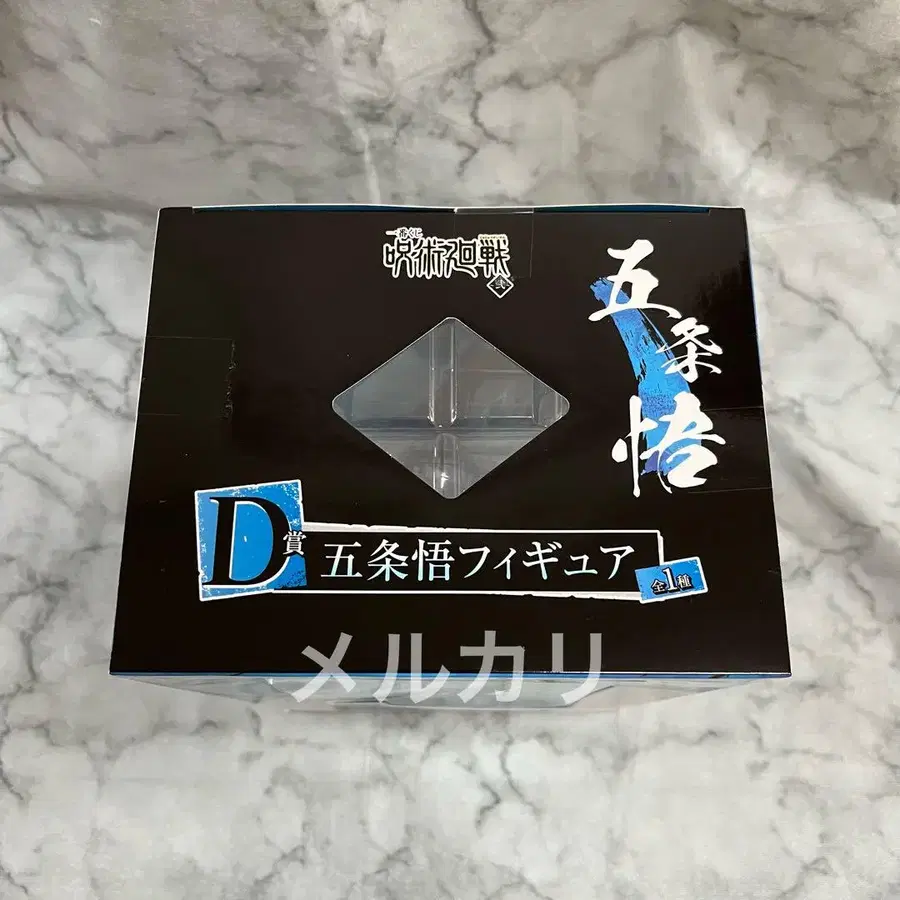 一番くじ
呪術廻戦
弐
五条悟
D賞
五条悟フィギュア
全1種
メルカリ